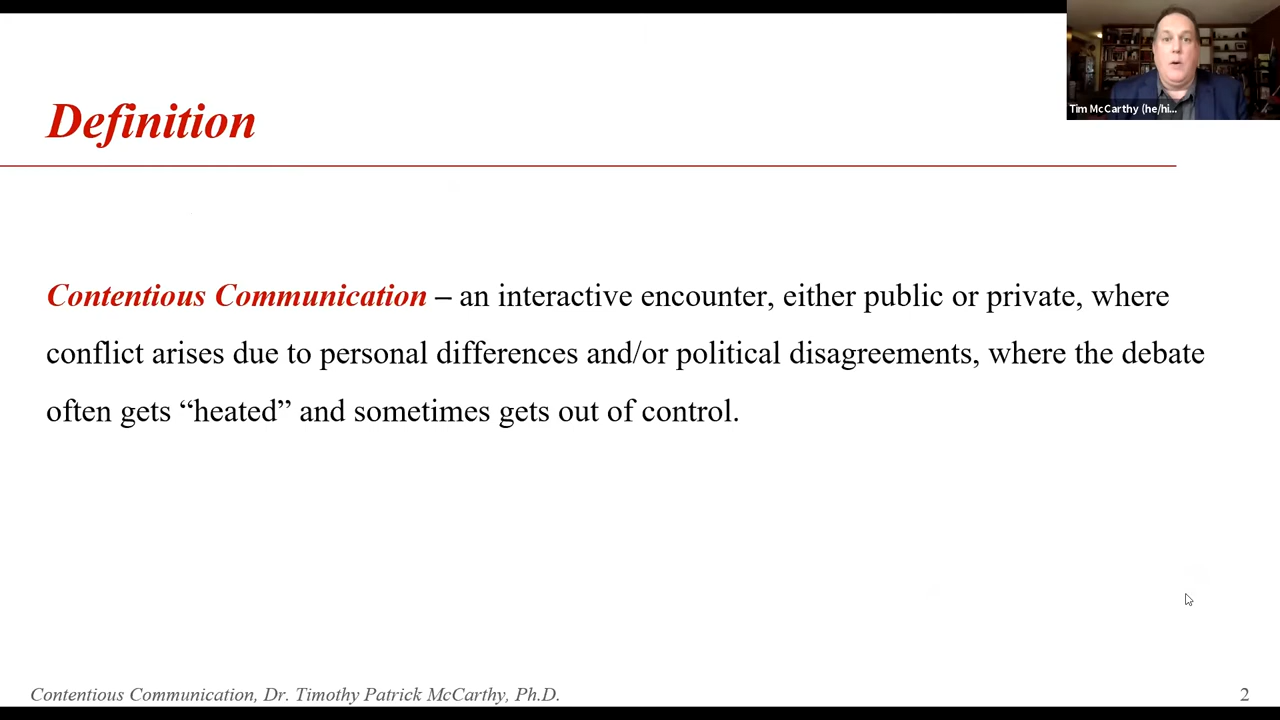 Tim McCarthy (he/hi...
Definition
Contentious Communication – an interactive encounter, either public or private, where
conflict arises due to personal differences and/or political disagreements, where the debate
often gets “heated” and sometimes gets out of control.
Contentious Communication, Dr. Timothy Patrick McCarthy, Ph.D.
2